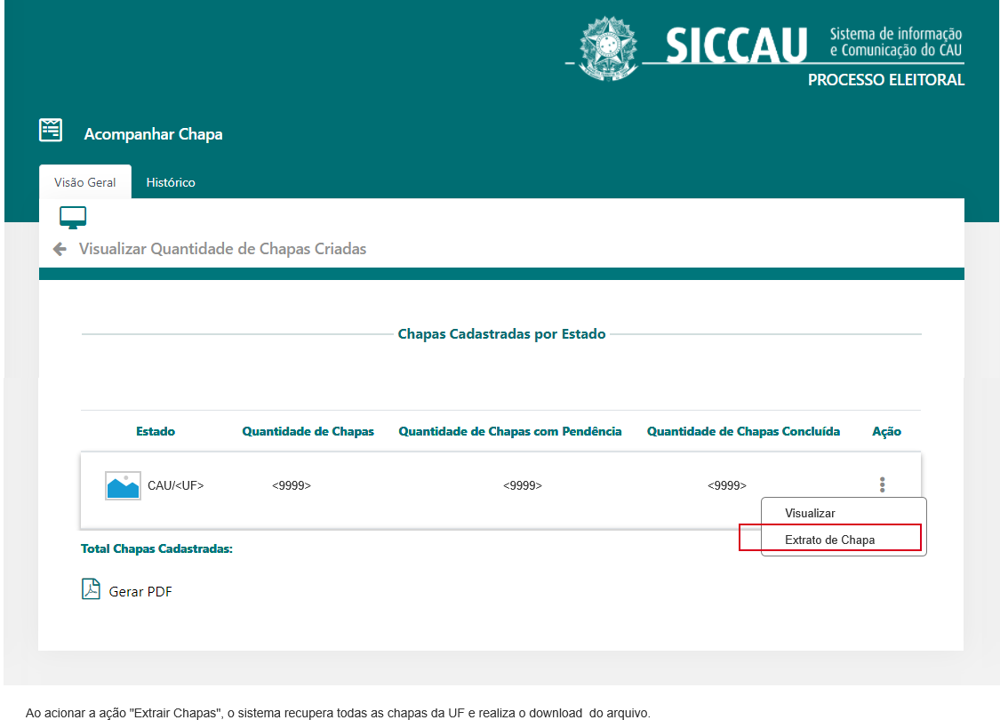 SICCAU Sistema de informação
e Comunicação do CAU
PROCESSO ELEITORAL
Acompanhar Chapa
Visão Geral Histórico
Visualizar Quantidade de Chapas Criadas
Chapas Cadastradas por Estado
Estado Quantidade de Chapas Quantidade de Chapas com Pendência Quantidade de Chapas Concluída Ação
CAU/<UF> <9999> <9999> <9999>
Visualizar
Extrato de Chapa
Total Chapas Cadastradas:
Gerar PDF
Ao acionar a ação "Extrair Chapas", o sistema recupera todas as chapas da UF e realiza o download do arquivo.